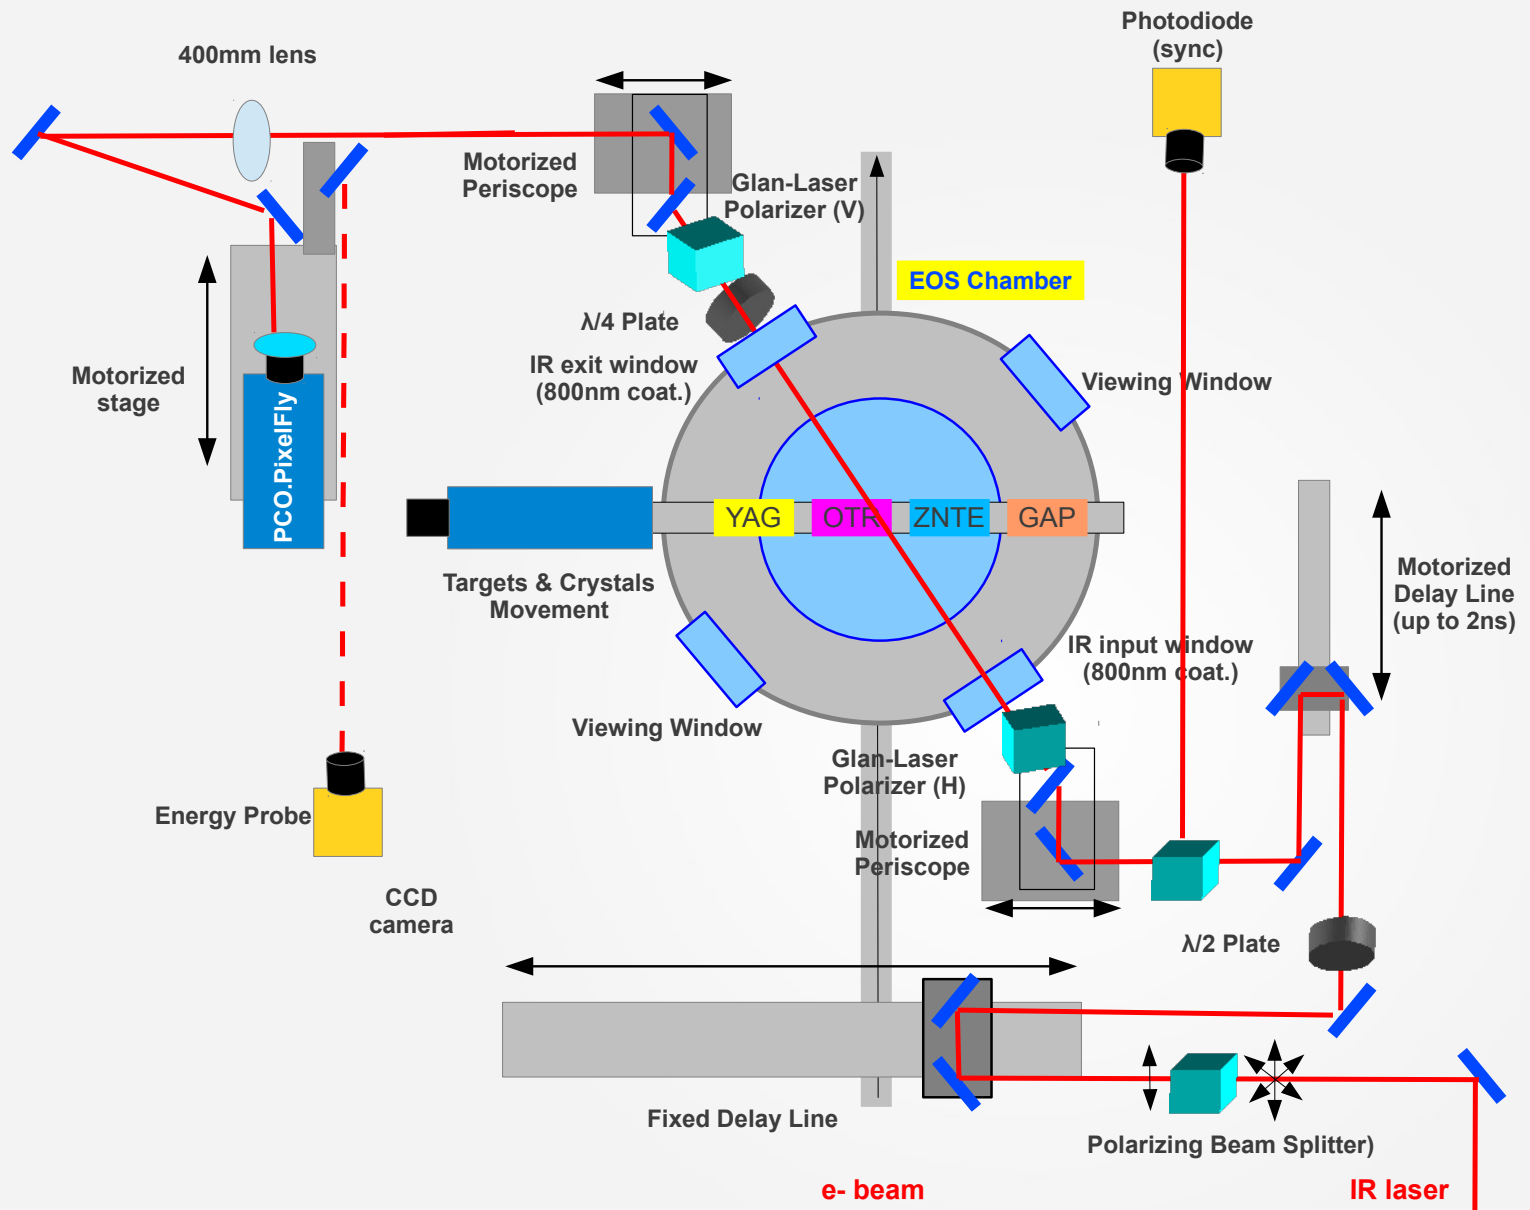 Photodiode
(sync)
400mm lens
Motorized
Periscope
Glan-Laser
Polarizer (V)
EOS Chamber
λ/4 Plate
IR exit window
(800nm coat.)
Viewing Window
Motorized
stage
PCO.PixelFly
YAG
OTR
ZNTE
GAP
Targets & Crystals
Movement
Motorized
Delay Line
(up to 2ns)
IR input window
(800nm coat.)
Viewing Window
Glan-Laser
Polarizer (H)
Energy Probe
Motorized
Periscope
CCD
camera
λ/2 Plate
Fixed Delay Line
Polarizing Beam Splitter)
e- beam
IR laser